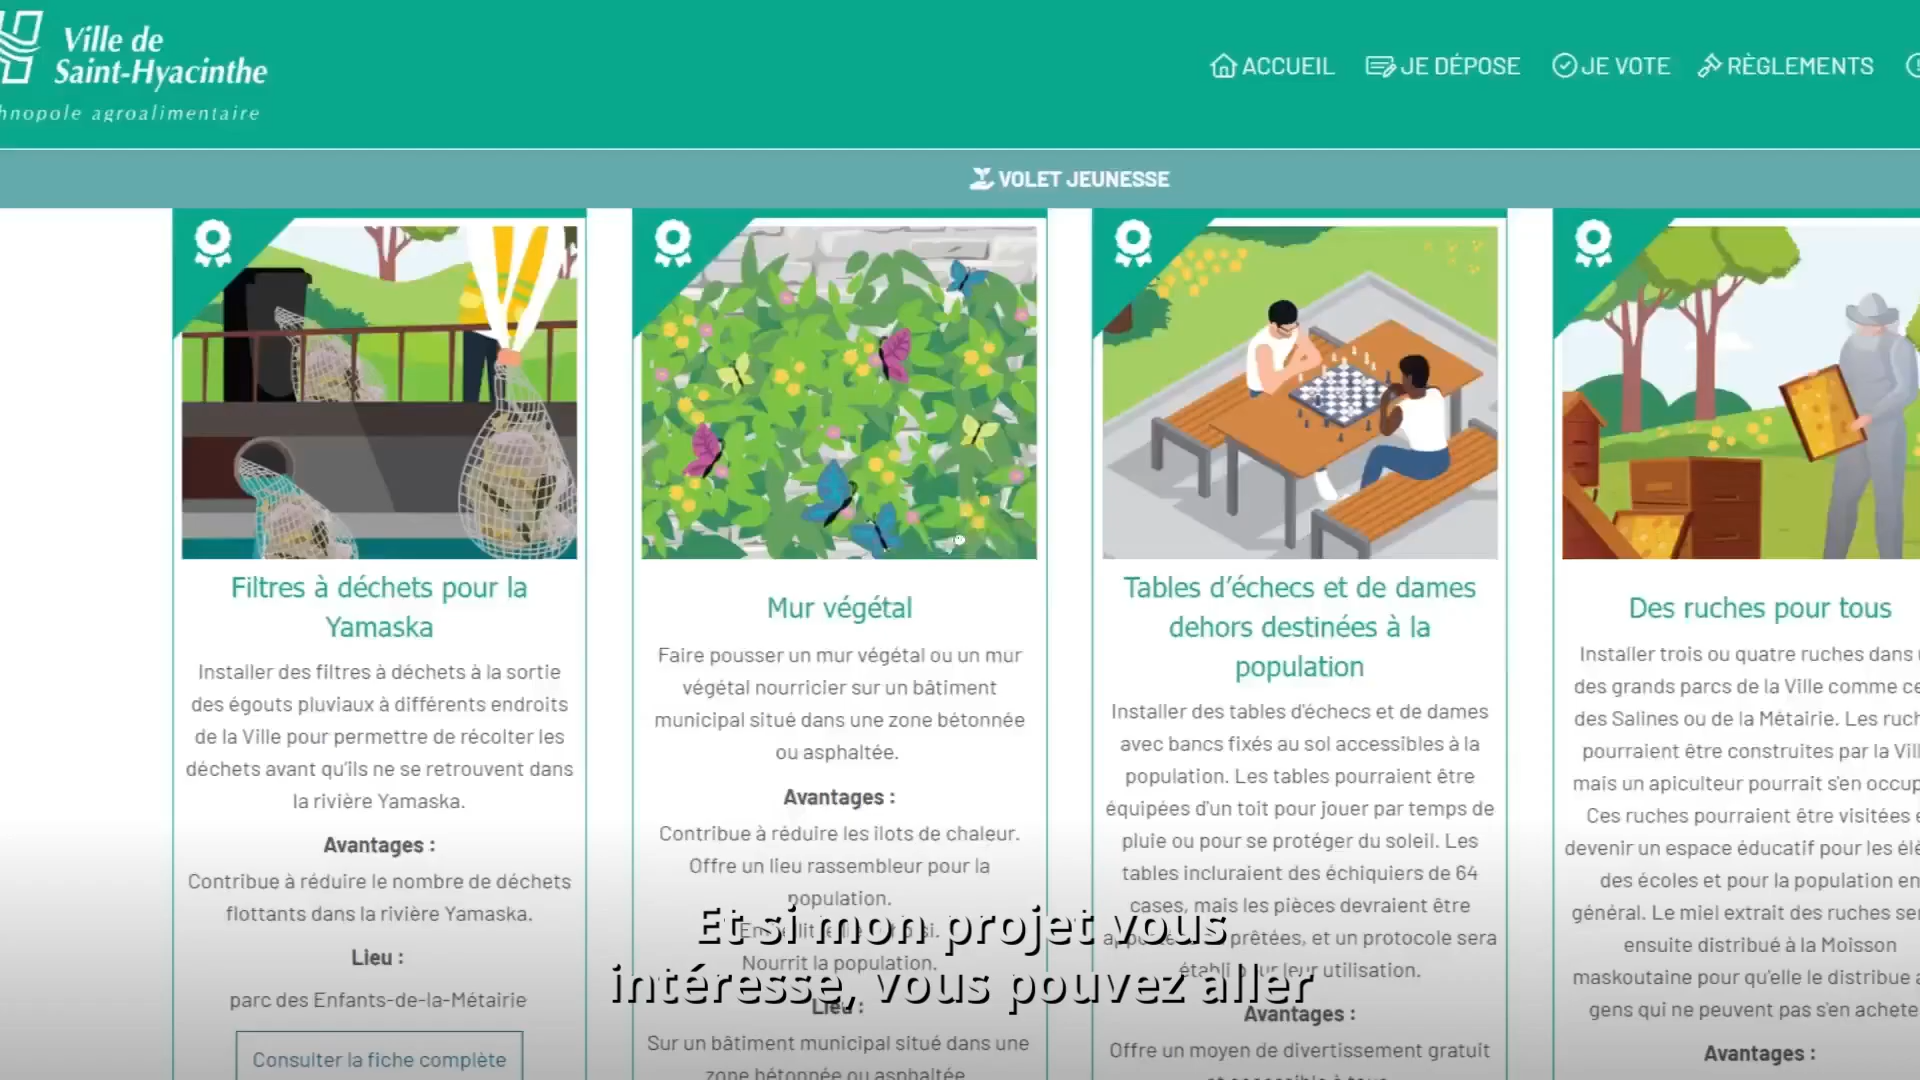 Ville de
Saint-Hyacinthe
hnopole agroalimentaire
ACCUEIL
JE DÉPOSE
JE VOTE
RÈGLEMENTS
VOLET JEUNESSE
Filtres à déchets pour la
Yamaska
Installer des filtres à déchets à la sortie
des égouts pluviaux à différents endroits
de la Ville pour permettre de récolter les
déchets avant qu'ils ne se retrouvent dans
la rivière Yamaska.
Avantages :
Contribue à réduire le nombre de déchets
flottants dans la rivière Yamaska.
Lieu :
parc des Enfants-de-la-Métairie
Consulter la fiche complète
Mur végétal
Faire pousser un mur végétal ou un mur
végétal nourricier sur un bâtiment
municipal situé dans une zone bétonnée
ou asphaltée.
Avantages :
Contribue à réduire les ilots de chaleur.
Offre un lieu rassembleur pour la
population.
Nourrit la population.
Lieu :
Sur un bâtiment municipal situé dans une
zone bétonnée ou asphaltée
Tables d'échecs et de dames
dehors destinées à la
population
Installer des tables d'échecs et de dames
avec bancs fixés au sol accessibles à la
population. Les tables pourraient être
équipées d'un toit pour jouer par temps de
pluie ou pour se protéger du soleil. Les
tables incluraient des échiquiers de 64
cases, mais les pièces devraient être
prêtées, et un protocole sera
leur utilisation.
Avantages :
Offre un moyen de divertissement gratuit
Des ruches pour tous
Installer trois ou quatre ruches dans
des grands parcs de la Ville comme
des Salines ou de la Métairie. Les
pourraient être construites par la
mais un apiculteur pourrait s'en
Ces ruches pourraient être visitées
devenir un espace éducatif pour les
des écoles et pour la population en
général. Le miel extrait des ruches
ensuite distribué à la Moisson
maskoutaine pour qu'elle le distribue
gens qui ne peuvent pas s'en
Avantages :
Et si mon projet vous
intéresse, vous pouvez aller